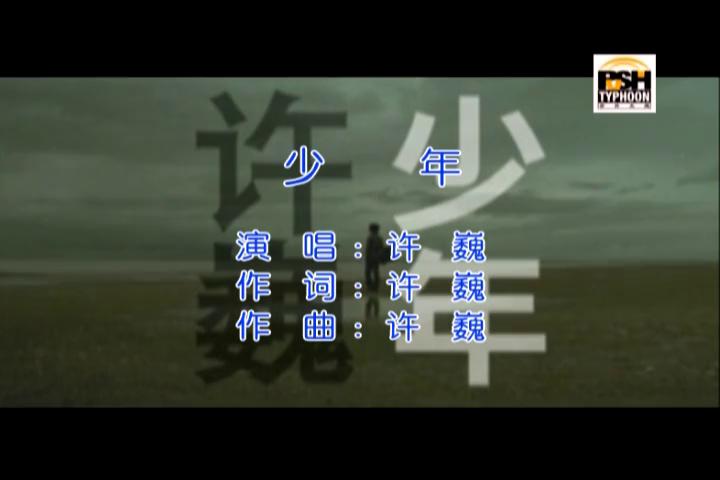 PSH
TYPHOON
许巍
少年
少 年
演 唱：许 巍
作 词：许 巍
作 曲：许 巍